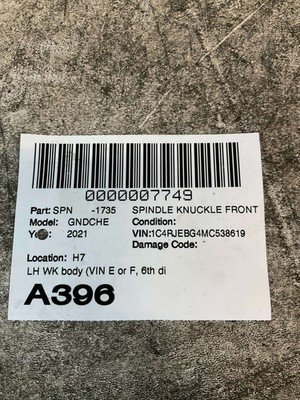 0000007749
Part: SPN -1735 SPINDLE KNUCKLE FRONT
Model: GNDCHE Condition:
2021 VIN:1C4RJEBG4MC538619
Damage Code:
Location: H7
LH WK body (VIN E or F, 6th di
A396